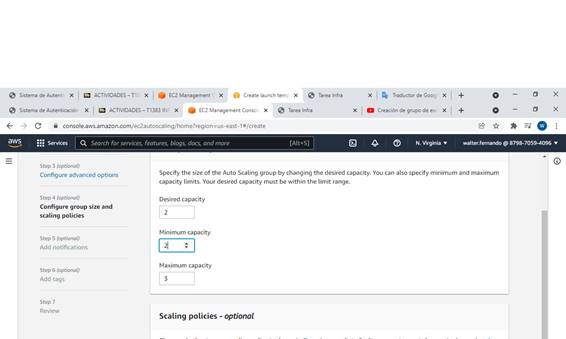 Sistema de Autentic
ACTIVIDADES - T13
EC2 Management C
Create launch temp
Tarea Infra
Traductor de Goog
Sistema de Autenticación
ACTIVIDADES - T1383 INF
EC2 Management Consol
Tarea Infra
Creación de grupo de esc
console.aws.amazon.com/ec2autoscaling/home?region=us-east-1#/create
W
aws
Services
Search for services, features, blogs, docs, and more
[Alt+S]
N. Virginia
walter.fernando @ 8798-7059-4096
Step 3 (optional)
Configure advanced options
Step 4 (optional)
Configure group size and
scaling policies
Step 5 (optional)
Add notifications
Step 6 (optional)
Add tags
Step 7
Review
Specify the size of the Auto Scaling group by changing the desired capacity. You can also specify minimum and maximum
capacity limits. Your desired capacity must be within the limit range.
Desired capacity
2
Minimum capacity
2
Maximum capacity
3
Scaling policies - optional